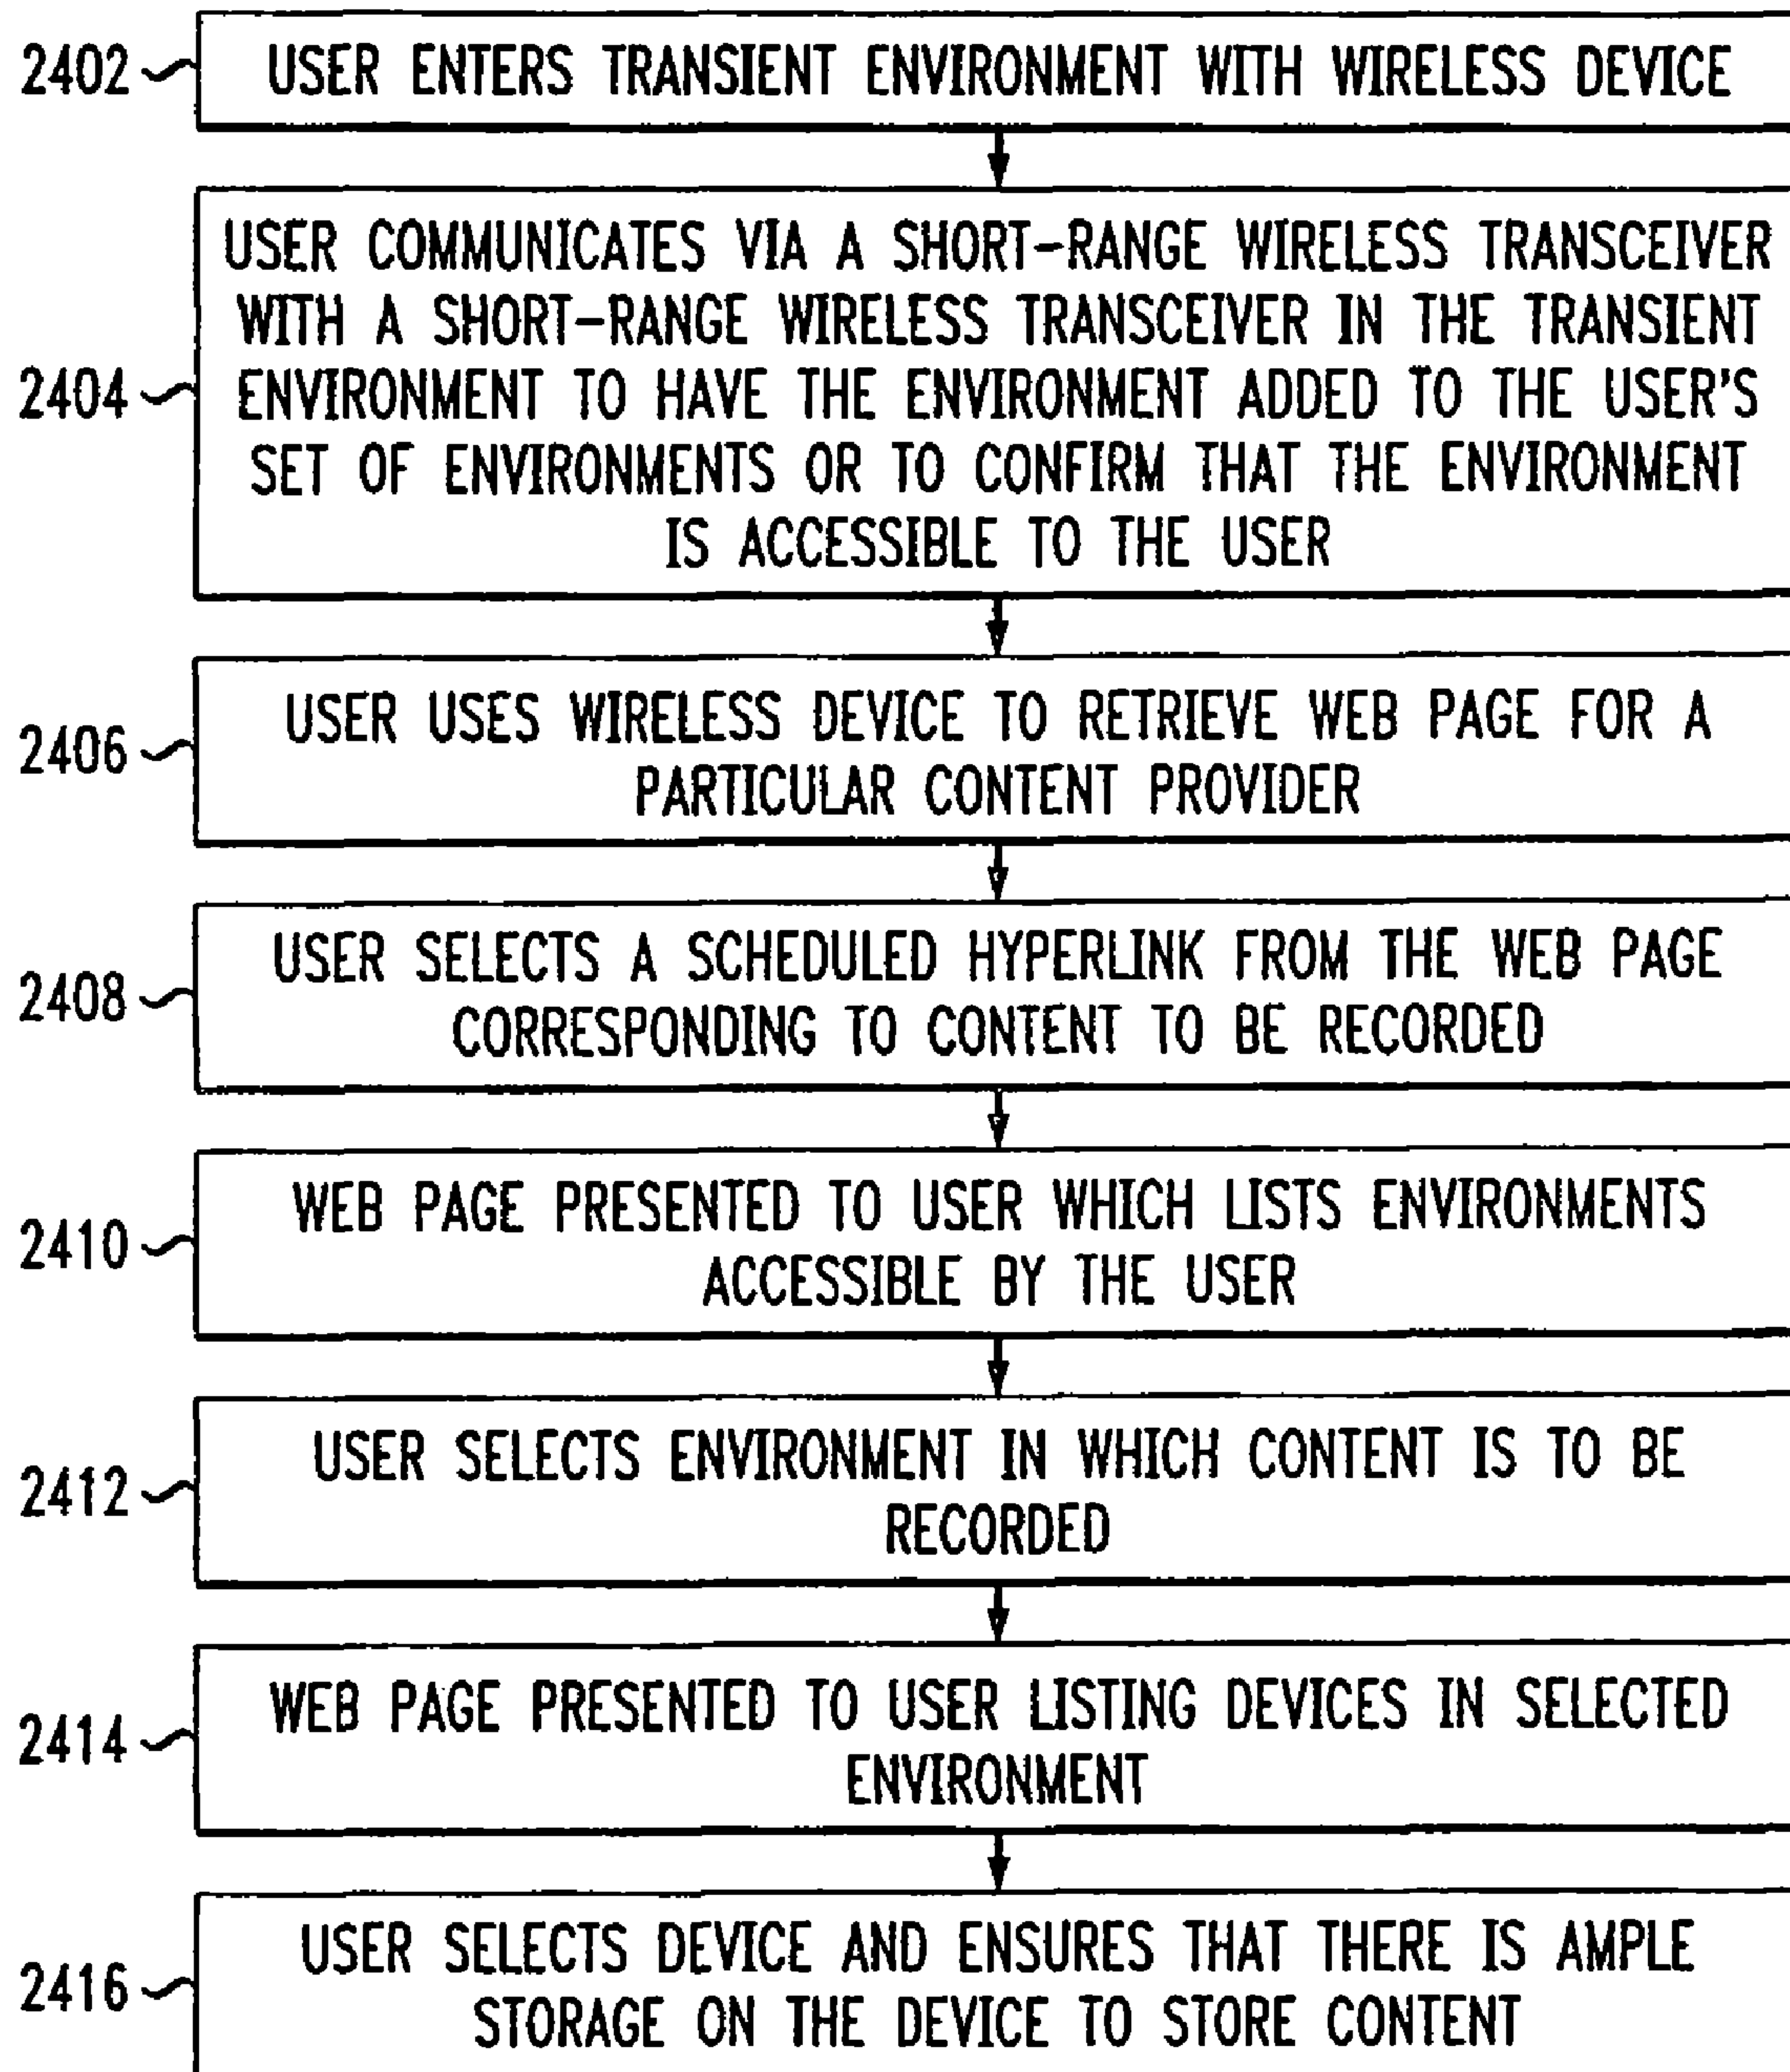 2402
USER ENTERS TRANSIENT ENVIRONMENT WITH WIRELESS DEVICE
2404
USER COMMUNICATES VIA A SHORT-RANGE WIRELESS TRANSCEIVER
WITH A SHORT-RANGE WIRELESS TRANSCEIVER IN THE TRANSIENT
ENVIRONMENT TO HAVE THE ENVIRONMENT ADDED TO THE USER'S
SET OF ENVIRONMENTS OR TO CONFIRM THAT THE ENVIRONMENT
IS ACCESSIBLE TO THE USER
2406
USER USES WIRELESS DEVICE TO RETRIEVE WEB PAGE FOR A
PARTICULAR CONTENT PROVIDER
2408
USER SELECTS A SCHEDULED HYPERLINK FROM THE WEB PAGE
CORRESPONDING TO CONTENT TO BE RECORDED
2410
WEB PAGE PRESENTED TO USER WHICH LISTS ENVIRONMENTS
ACCESSIBLE BY THE USER
2412
USER SELECTS ENVIRONMENT IN WHICH CONTENT IS TO BE
RECORDED
2414
WEB PAGE PRESENTED TO USER LISTING DEVICES IN SELECTED
ENVIRONMENT
2416
USER SELECTS DEVICE AND ENSURES THAT THERE IS AMPLE
STORAGE ON THE DEVICE TO STORE CONTENT